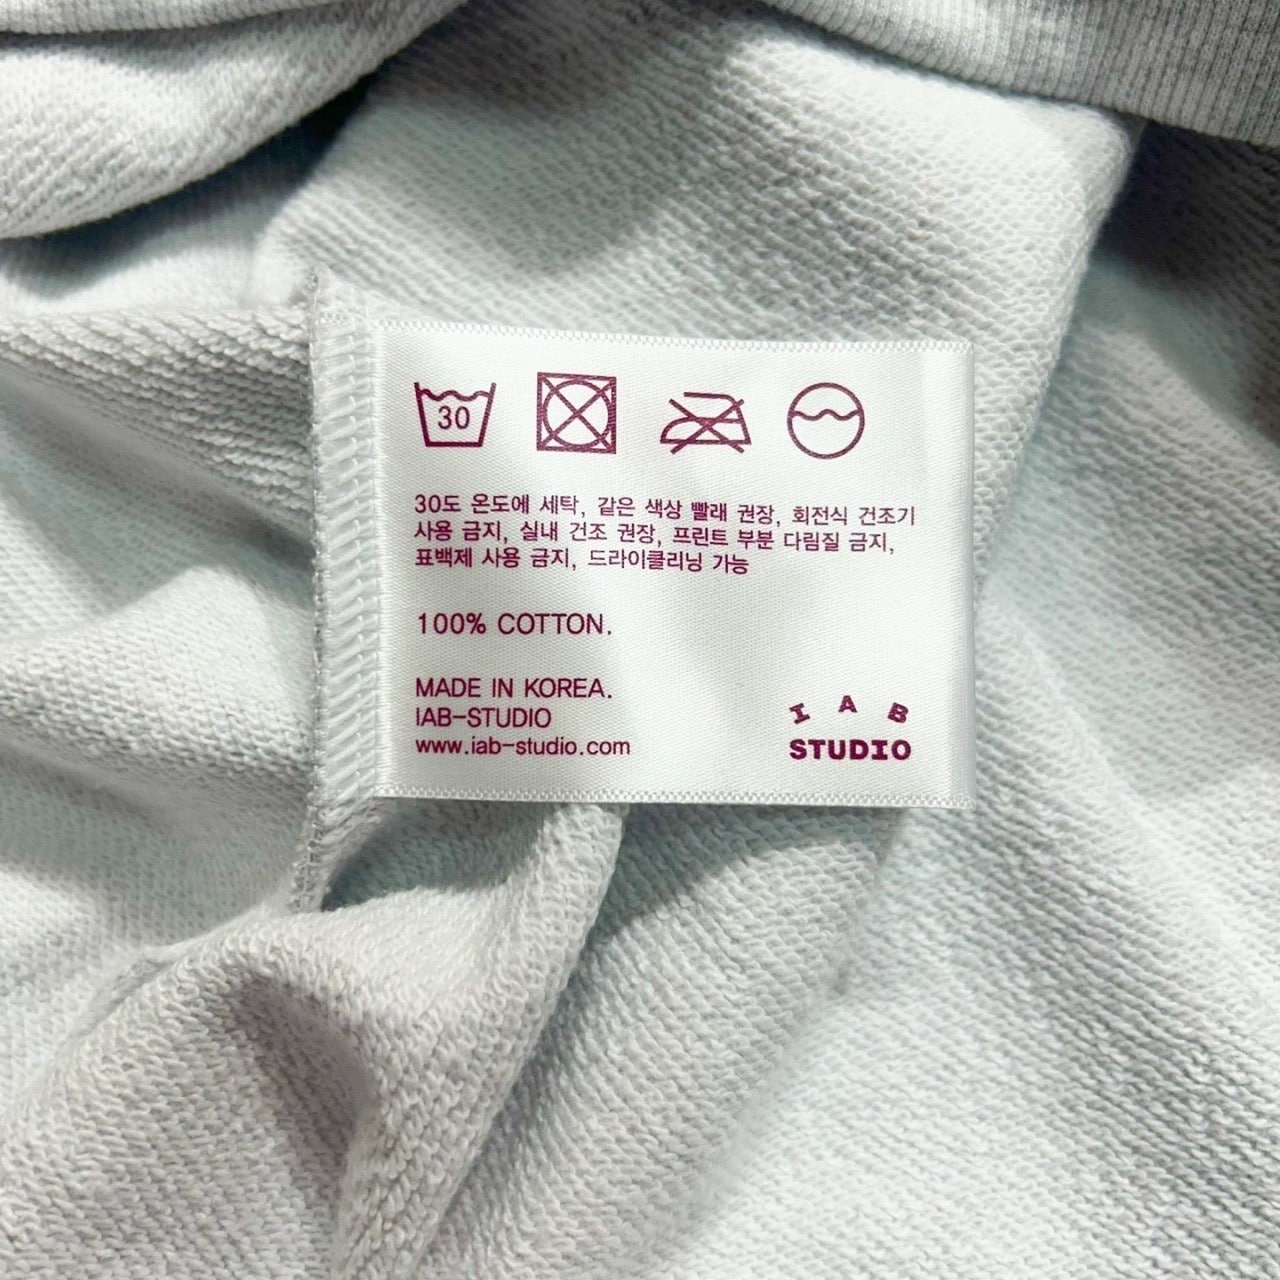 30
30도 온도에 세탁, 같은 색상 빨래 권장, 회전식 건조기
사용 금지, 실내 건조 권장, 프린트 부분 다림질 금지,
표백제 사용 금지, 드라이클리닝 가능
100% COTTON.
MADE IN KOREA.
IAB-STUDIO
www.iab-studio.com
I A B
STUDIO